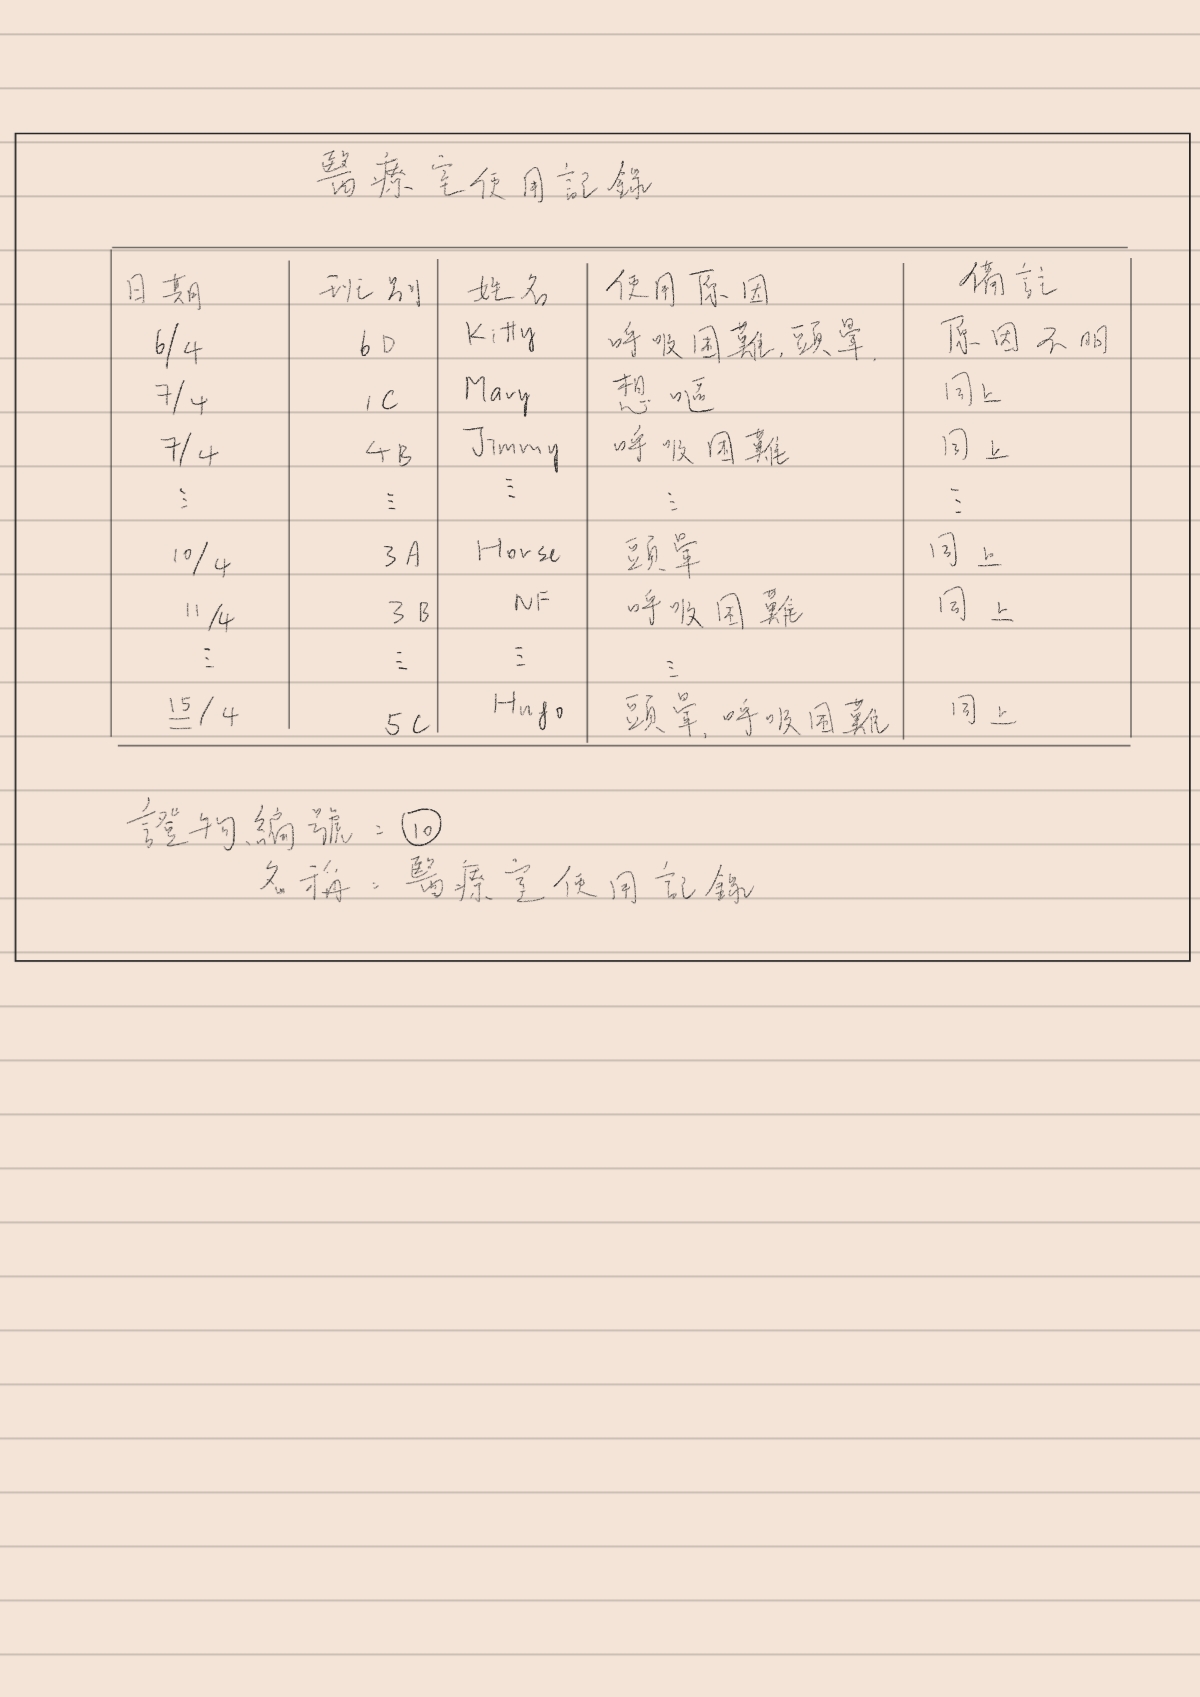 醫療室使用記錄
日期 班別 姓名 使用原因 備註
6/4 6D Kitty 呼吸困難,頭暈, 原因不明
7/4 1C Mary 想嘔 同上
7/4 4B Jimmy 呼吸困難 同上
⋮ ⋮ ⋮ ⋮ ⋮
10/4 3A Horse 頭暈 同上
11/4 3B NF 呼吸困難 同上
⋮ ⋮ ⋮ ⋮
15/4 5C Hugo 頭暈,呼吸困難 同上
證物編號:⑩
名稱:醫療室使用記錄